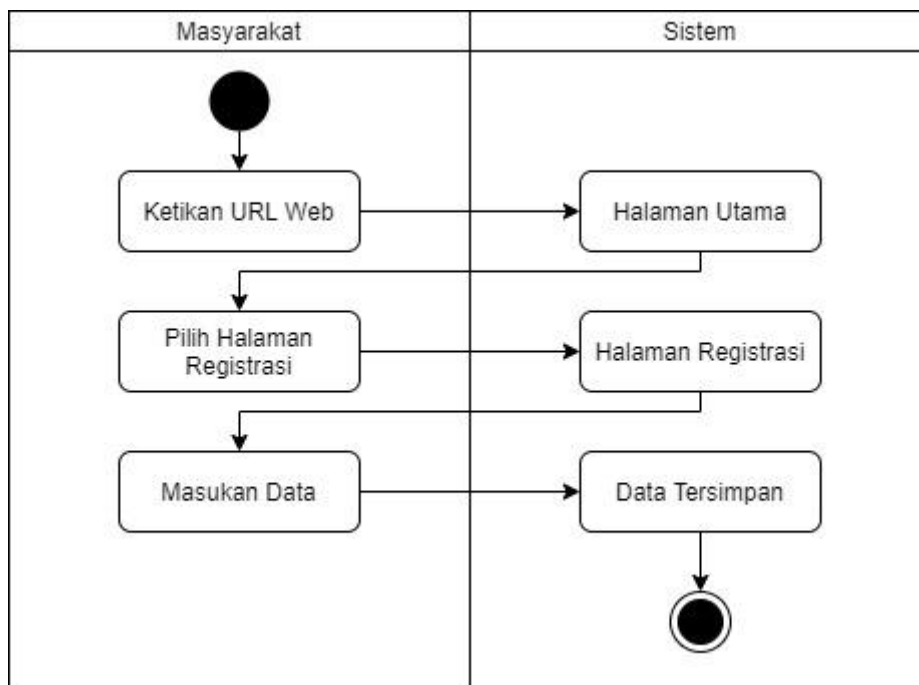 Masyarakat
Sistem
Ketikan URL Web
Halaman Utama
Pilih Halaman
Registrasi
Halaman Registrasi
Masukan Data
Data Tersimpan